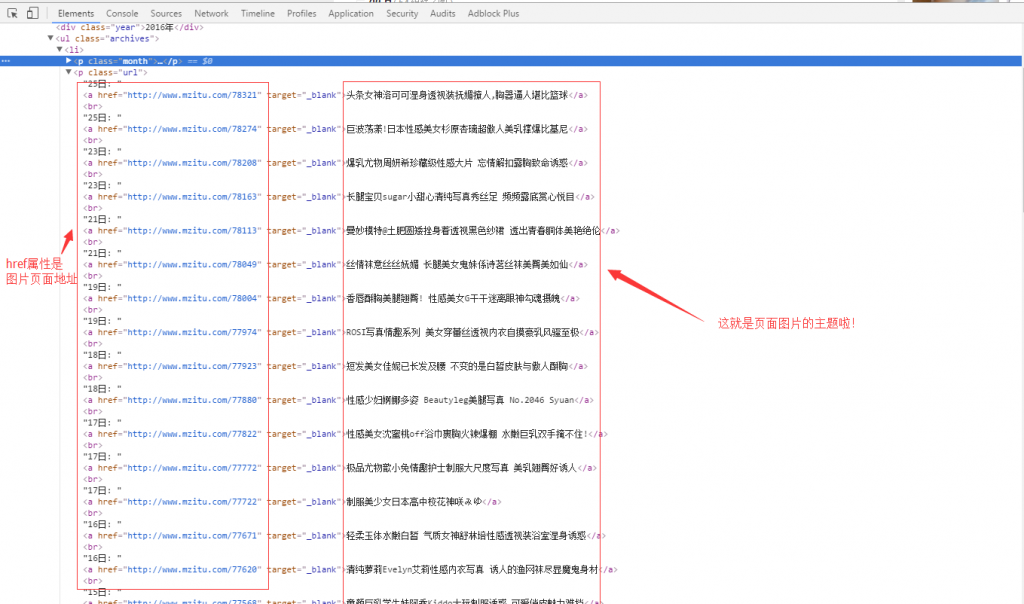 Elements Console Sources Network Timeline Profiles Application Security Audits Adblock Plus
<div class="year">2016年</div>
▼<ul class="archives">
▼<li>
… ▶<p class="month">…</p> == $0
▼<p class="url">
"25日: "
<a href="http://www.mzitu.com/78321" target="_blank">头条女神洛可可湿身透视装抚媚撩人,胸器逼人堪比篮球</a>
<br>
"25日: "
<a href="http://www.mzitu.com/78274" target="_blank">巨波荡漾!日本性感美女杉原杏璃超傲人美乳撑爆比基尼</a>
<br>
"23日: "
<a href="http://www.mzitu.com/78208" target="_blank">爆乳尤物周妍希珍藏级性感大片 忘情解扣露胸致命诱惑</a>
<br>
"23日: "
<a href="http://www.mzitu.com/78163" target="_blank">长腿宝贝sugar小甜心清纯写真秀丝足 频频露底赏心悦目</a>
<br>
"21日: "
<a href="http://www.mzitu.com/78113" target="_blank">曼妙模特@土肥圆矮挫身着透视黑色纱裙 透出青春胴体美艳绝伦</a>
<br>
"21日: "
<a href="http://www.mzitu.com/78049" target="_blank">丝情袜意丝丝妩媚 长腿美女鬼妹係诗茗丝袜美臀美如仙</a>
<br>
"19日: "
<a href="http://www.mzitu.com/78004" target="_blank">香唇酥胸美腿翘臀! 性感美女G干干迷离眼神勾魂摄魄</a>
<br>
"19日: "
<a href="http://www.mzitu.com/77974" target="_blank">ROSI写真情趣系列 美女穿蕾丝透视内衣自摸豪乳风骚至极</a>
<br>
"18日: "
<a href="http://www.mzitu.com/77923" target="_blank">短发美女佳妮已长发及腰 不变的是白皙皮肤与傲人酥胸</a>
<br>
"18日: "
<a href="http://www.mzitu.com/77880" target="_blank">性感少妇婀娜多姿 Beautyleg美腿写真 No.2046 Syuan</a>
<br>
"17日: "
<a href="http://www.mzitu.com/77822" target="_blank">性感美女沈蜜桃off浴巾裹胸火辣爆棚 水嫩巨乳双手掩不住!</a>
<br>
"17日: "
<a href="http://www.mzitu.com/77772" target="_blank">极品尤物歆小兔情趣护士制服大尺度写真 美乳翘臀好诱人</a>
<br>
"17日: "
<a href="http://www.mzitu.com/77722" target="_blank">制服美少女日本高中校花神咲みゆ</a>
<br>
"16日: "
<a href="http://www.mzitu.com/77671" target="_blank">轻柔玉体水嫩白皙 气质女神舒林培性感透视装浴室湿身诱惑</a>
<br>
"16日: "
<a href="http://www.mzitu.com/77620" target="_blank">清纯萝莉Evelyn艾莉性感内衣写真 诱人的渔网袜尽显魔鬼身材</a>
<br>
"15日: "
<a href="http://www.mzitu.com/77568" target="_blank">
href属性是
图片页面地址
这就是页面图片的主题啦!